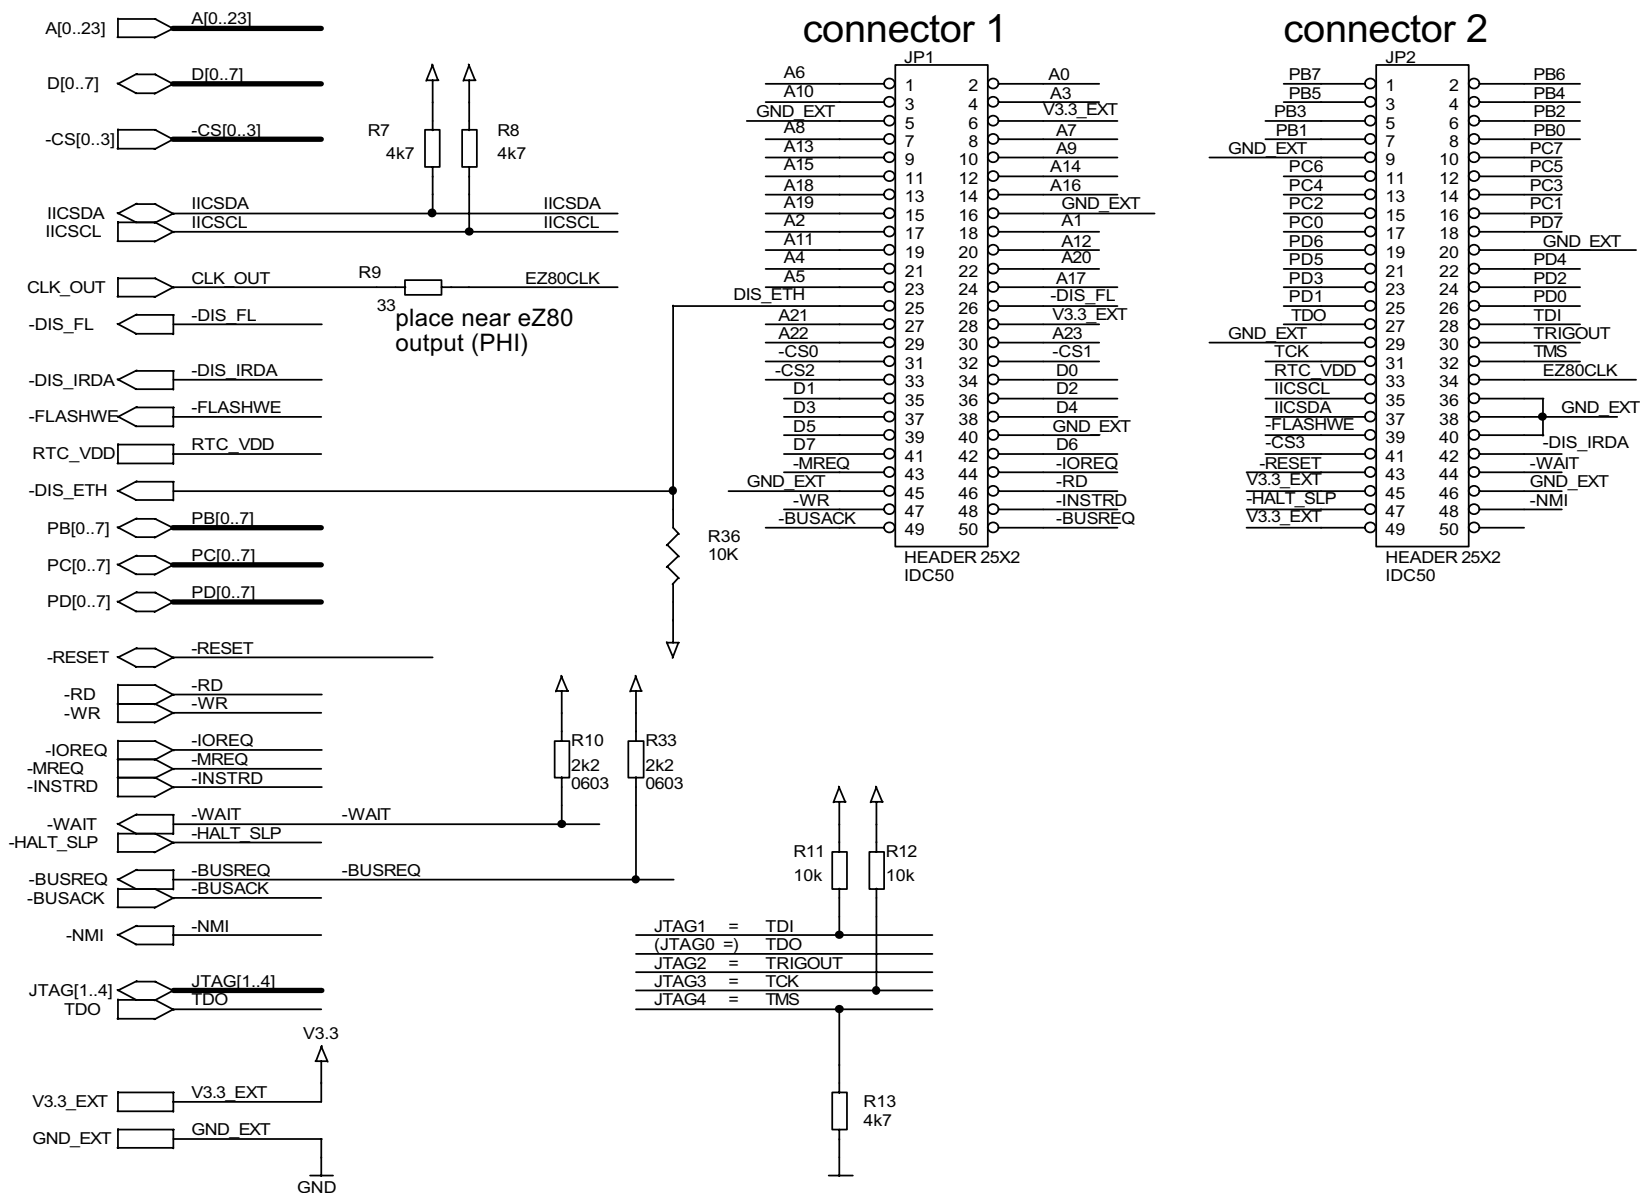 A[0..23] A[0..23]
D[0..7] D[0..7]
-CS[0..3] -CS[0..3]
R7
4k7
R8
4k7
IICSDA IICSDA IICSDA
IICSCL IICSCL IICSCL
CLK_OUT CLK_OUT R9 EZ80CLK
33
place near eZ80
output (PHI)
-DIS_FL -DIS_FL
-DIS_IRDA -DIS_IRDA
-FLASHWE -FLASHWE
RTC_VDD RTC_VDD
-DIS_ETH
PB[0..7] PB[0..7]
PC[0..7] PC[0..7]
PD[0..7] PD[0..7]
R36
10K
-RESET -RESET
-RD -RD
-WR -WR
-IOREQ -IOREQ
-MREQ -MREQ
-INSTRD -INSTRD
R10
2k2
0603
R33
2k2
0603
-WAIT -WAIT -WAIT
-HALT_SLP -HALT_SLP
-BUSREQ -BUSREQ -BUSREQ
-BUSACK -BUSACK
-NMI -NMI
JTAG[1..4] JTAG[1..4]
TDO TDO
V3.3
V3.3_EXT V3.3_EXT
GND_EXT GND_EXT
GND
R11
10k
R12
10k
JTAG1 = TDI
(JTAG0 =) TDO
JTAG2 = TRIGOUT
JTAG3 = TCK
JTAG4 = TMS
R13
4k7
connector 1
JP1
A6 1 2 A0
A10 3 4 A3
GND_EXT 5 6 V3.3_EXT
A8 7 8 A7
A13 9 10 A9
A15 11 12 A14
A18 13 14 A16
A19 15 16 GND_EXT
A2 17 18 A1
A11 19 20 A12
A4 21 22 A20
A5 23 24 A17
DIS_ETH 25 26 -DIS_FL
A21 27 28 V3.3_EXT
A22 29 30 A23
-CS0 31 32 -CS1
-CS2 33 34 D0
D1 35 36 D2
D3 37 38 D4
D5 39 40 GND_EXT
D7 41 42 D6
-MREQ 43 44 -IOREQ
GND_EXT 45 46 -RD
-WR 47 48 -INSTRD
-BUSACK 49 50 -BUSREQ
HEADER 25X2
IDC50
connector 2
JP2
PB7 1 2 PB6
PB5 3 4 PB4
PB3 5 6 PB2
PB1 7 8 PB0
GND_EXT 9 10 PC7
PC6 11 12 PC5
PC4 13 14 PC3
PC2 15 16 PC1
PC0 17 18 PD7
PD6 19 20 GND_EXT
PD5 21 22 PD4
PD3 23 24 PD2
PD1 25 26 PD0
TDO 27 28 TDI
GND_EXT 29 30 TRIGOUT
TCK 31 32 TMS
RTC_VDD 33 34 EZ80CLK
IICSCL 35 36
IICSDA 37 38 GND_EXT
-FLASHWE 39 40
-CS3 41 42 -DIS_IRDA
-RESET 43 44 -WAIT
V3.3_EXT 45 46 GND_EXT
-HALT_SLP 47 48 -NMI
V3.3_EXT 49 50
HEADER 25X2
IDC50